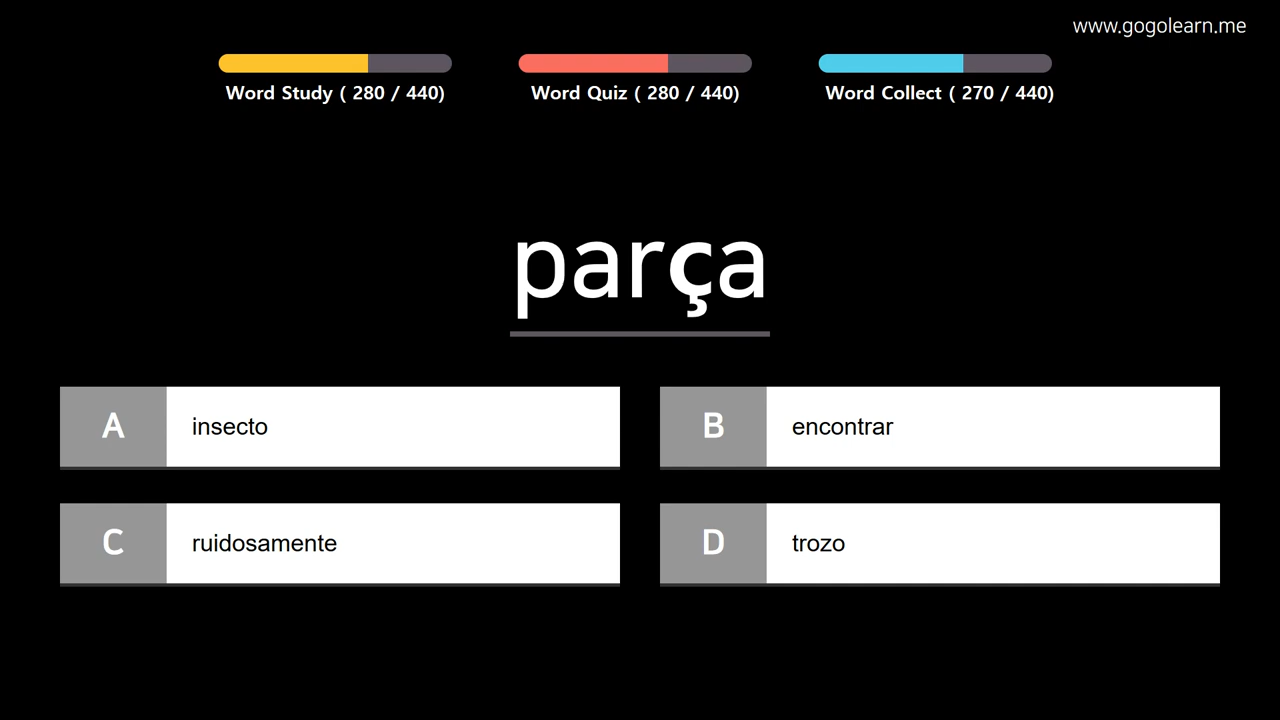 www.gogolearn.me
Word Study ( 280 / 440)
Word Quiz ( 280 / 440)
Word Collect ( 270 / 440)
parça
A insecto
B encontrar
C ruidosamente
D trozo